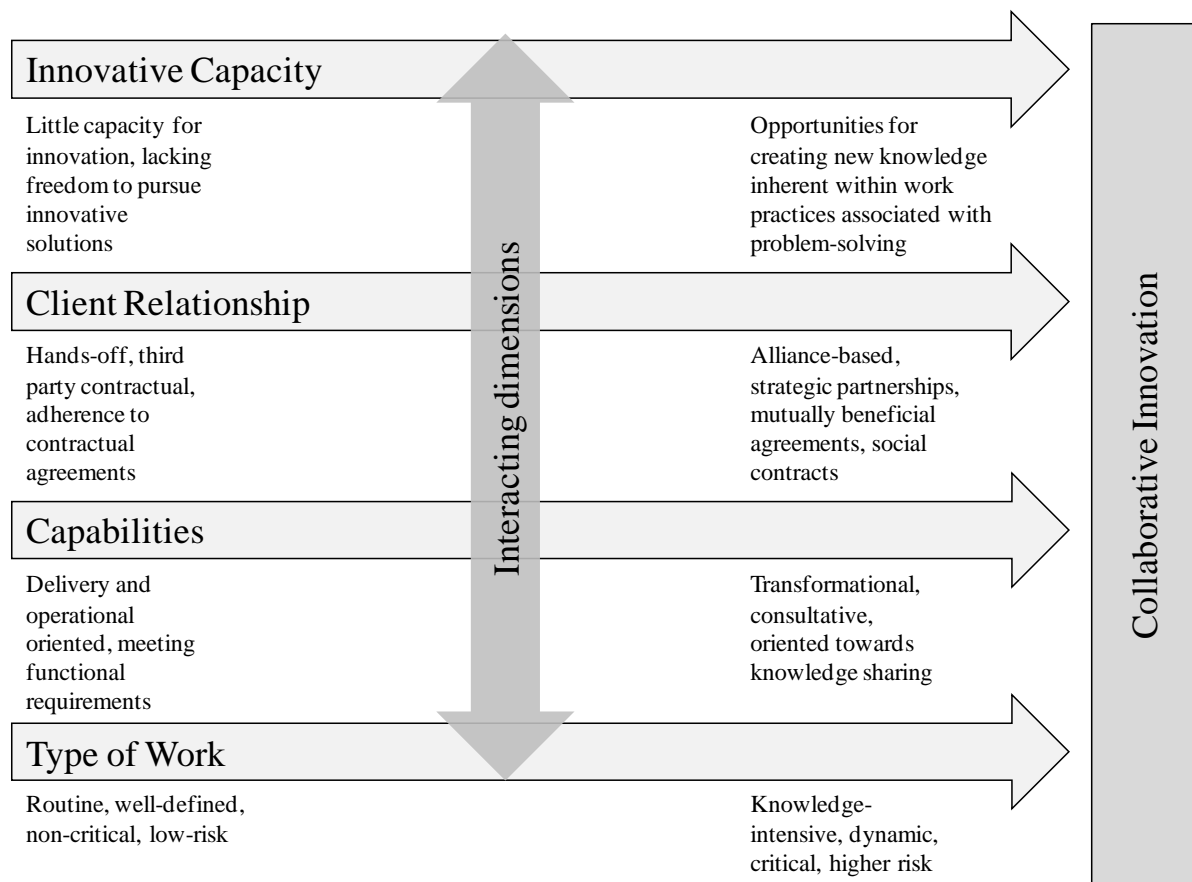 Innovative Capacity
Little capacity for
innovation, lacking
freedom to pursue
innovative
solutions
Opportunities for
creating new knowledge
inherent within work
practices associated with
problem-solving
Client Relationship
Hands-off, third
party contractual,
adherence to
contractual
agreements
Alliance-based,
strategic partnerships,
mutually beneficial
agreements, social
contracts
Capabilities
Delivery and
operational
oriented, meeting
functional
requirements
Transformational,
consultative,
oriented towards
knowledge sharing
Type of Work
Routine, well-defined,
non-critical, low-risk
Knowledge-
intensive, dynamic,
critical, higher risk
Interacting dimensions
Collaborative Innovation